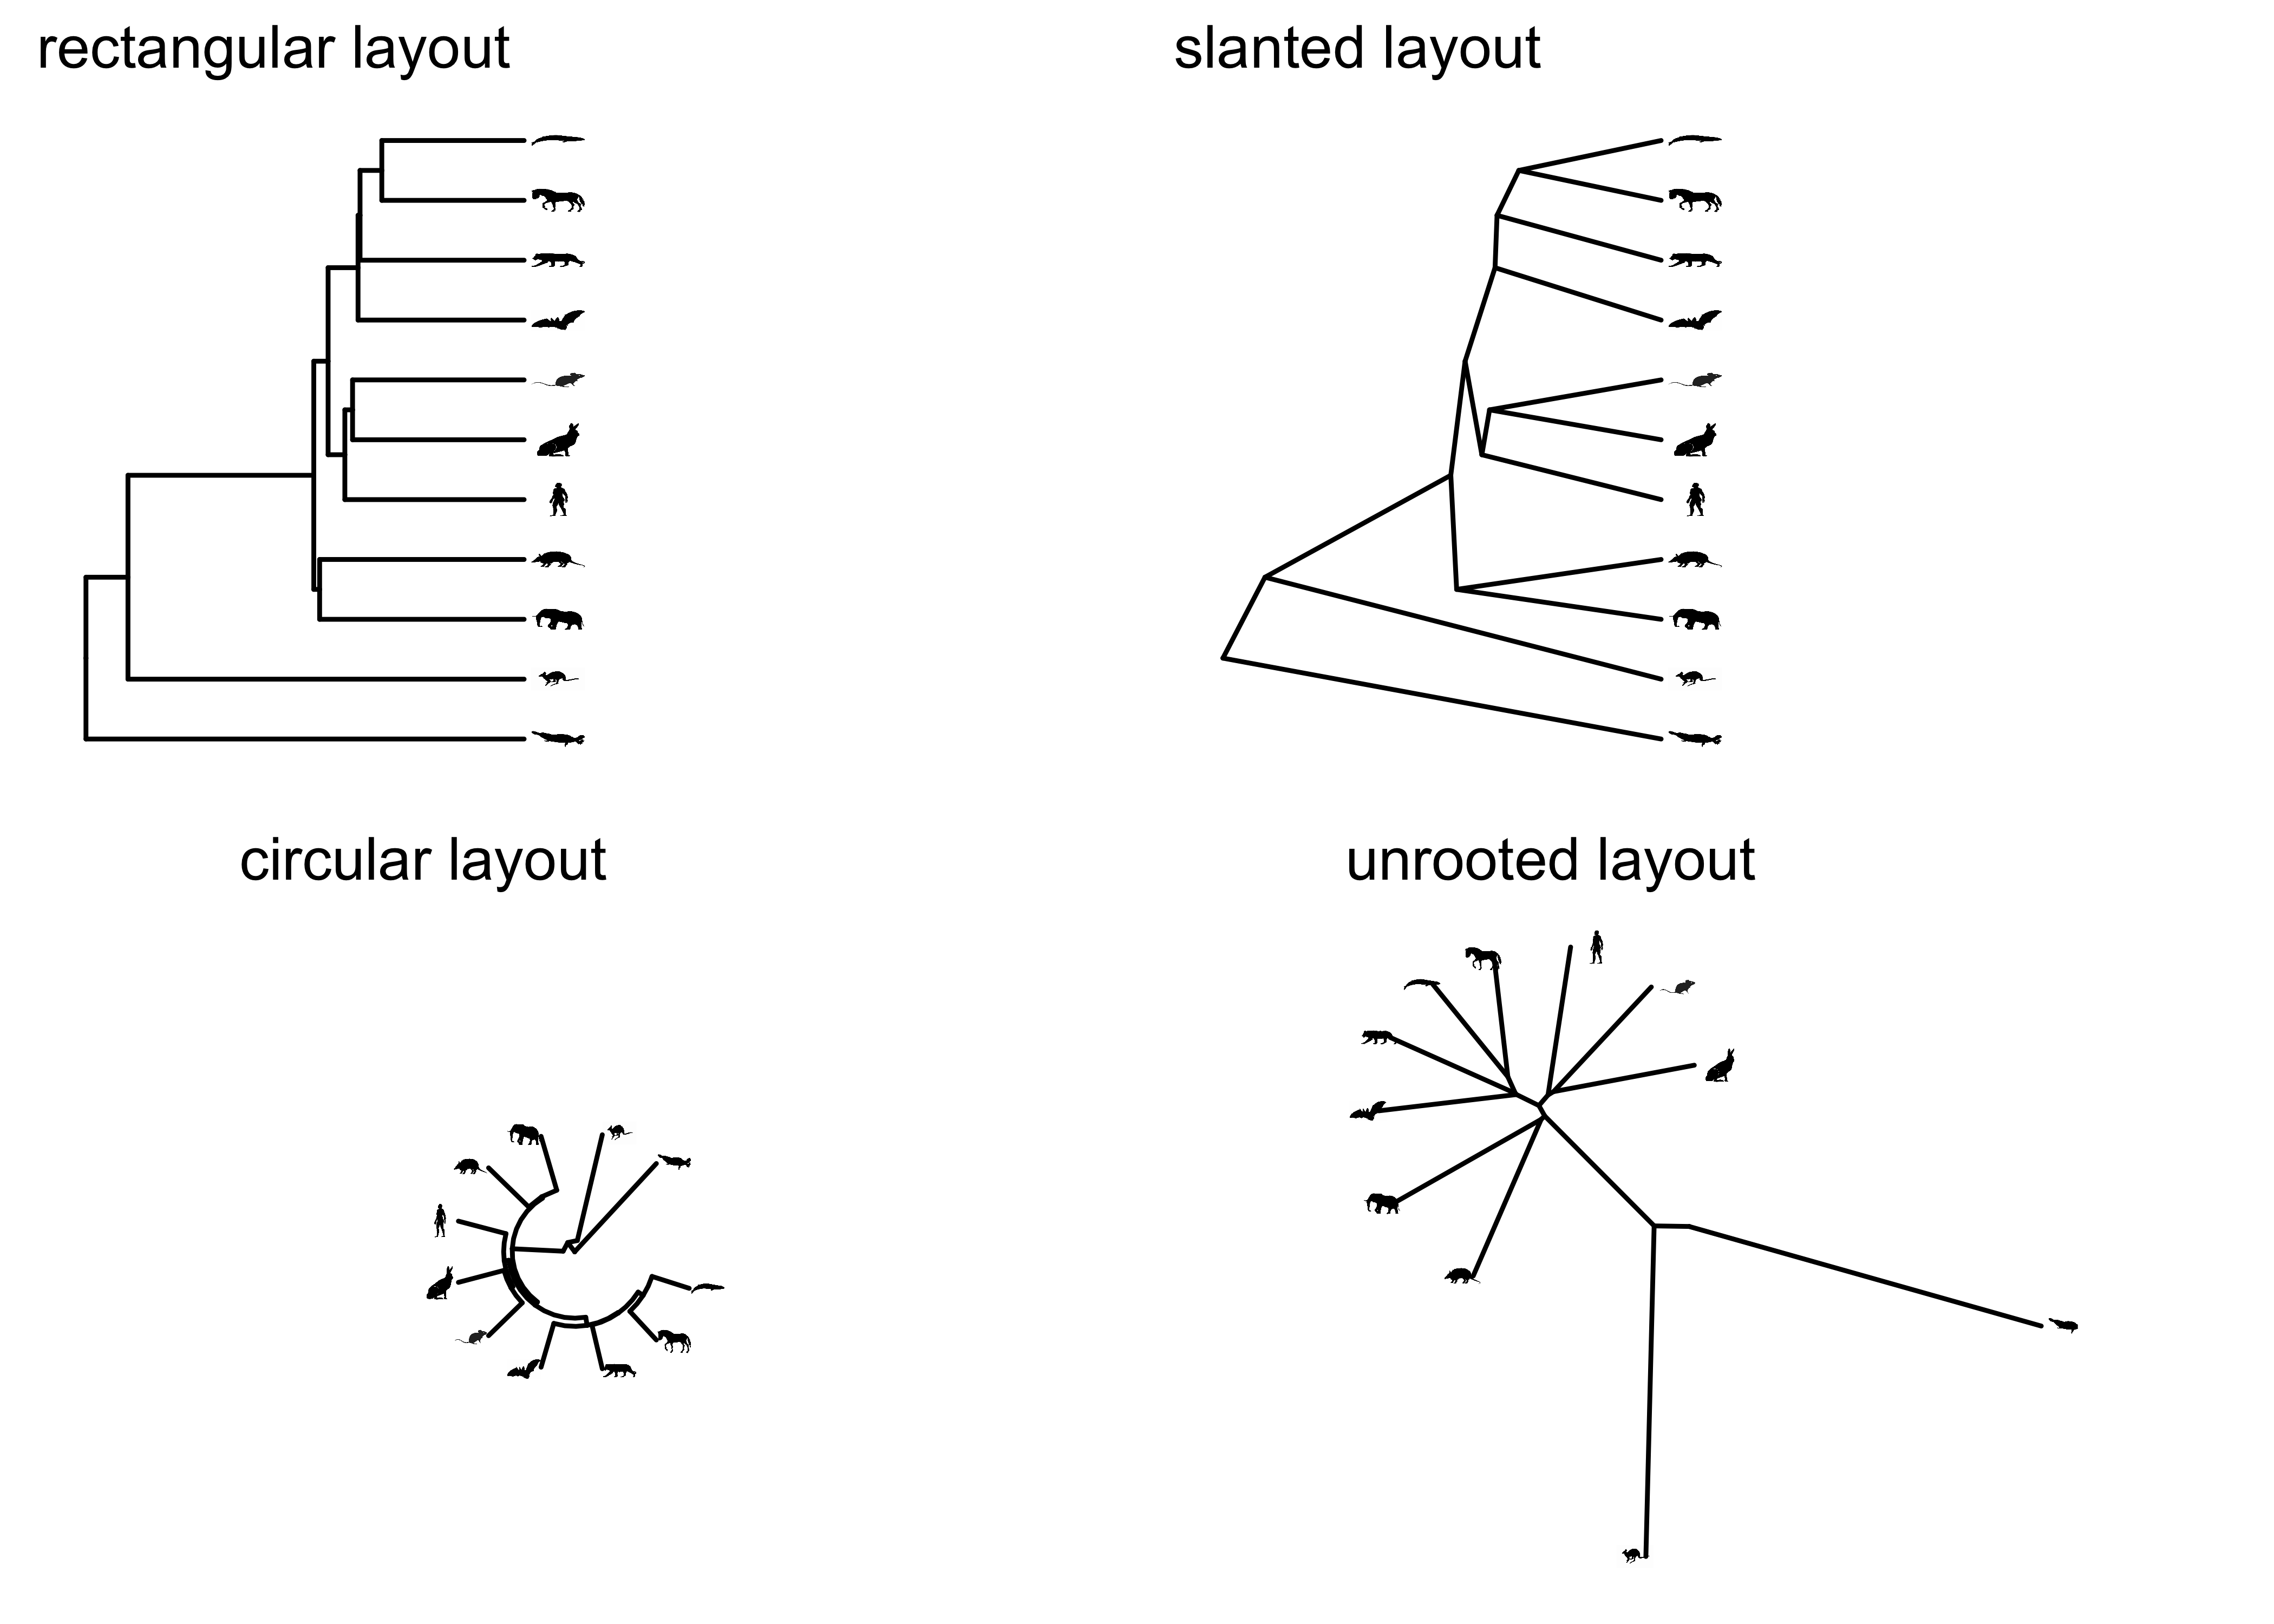 rectangular layout
slanted layout
circular layout
unrooted layout